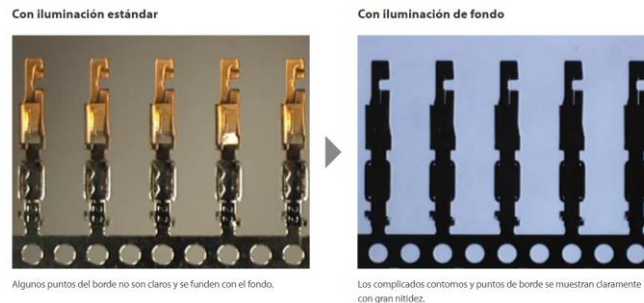 Con iluminación estándar
Con iluminación de fondo
Algunos puntos del borde no son claros y se funden con el fondo.
Los complicados contornos y puntos de borde se muestran claramente
con gran nitidez.